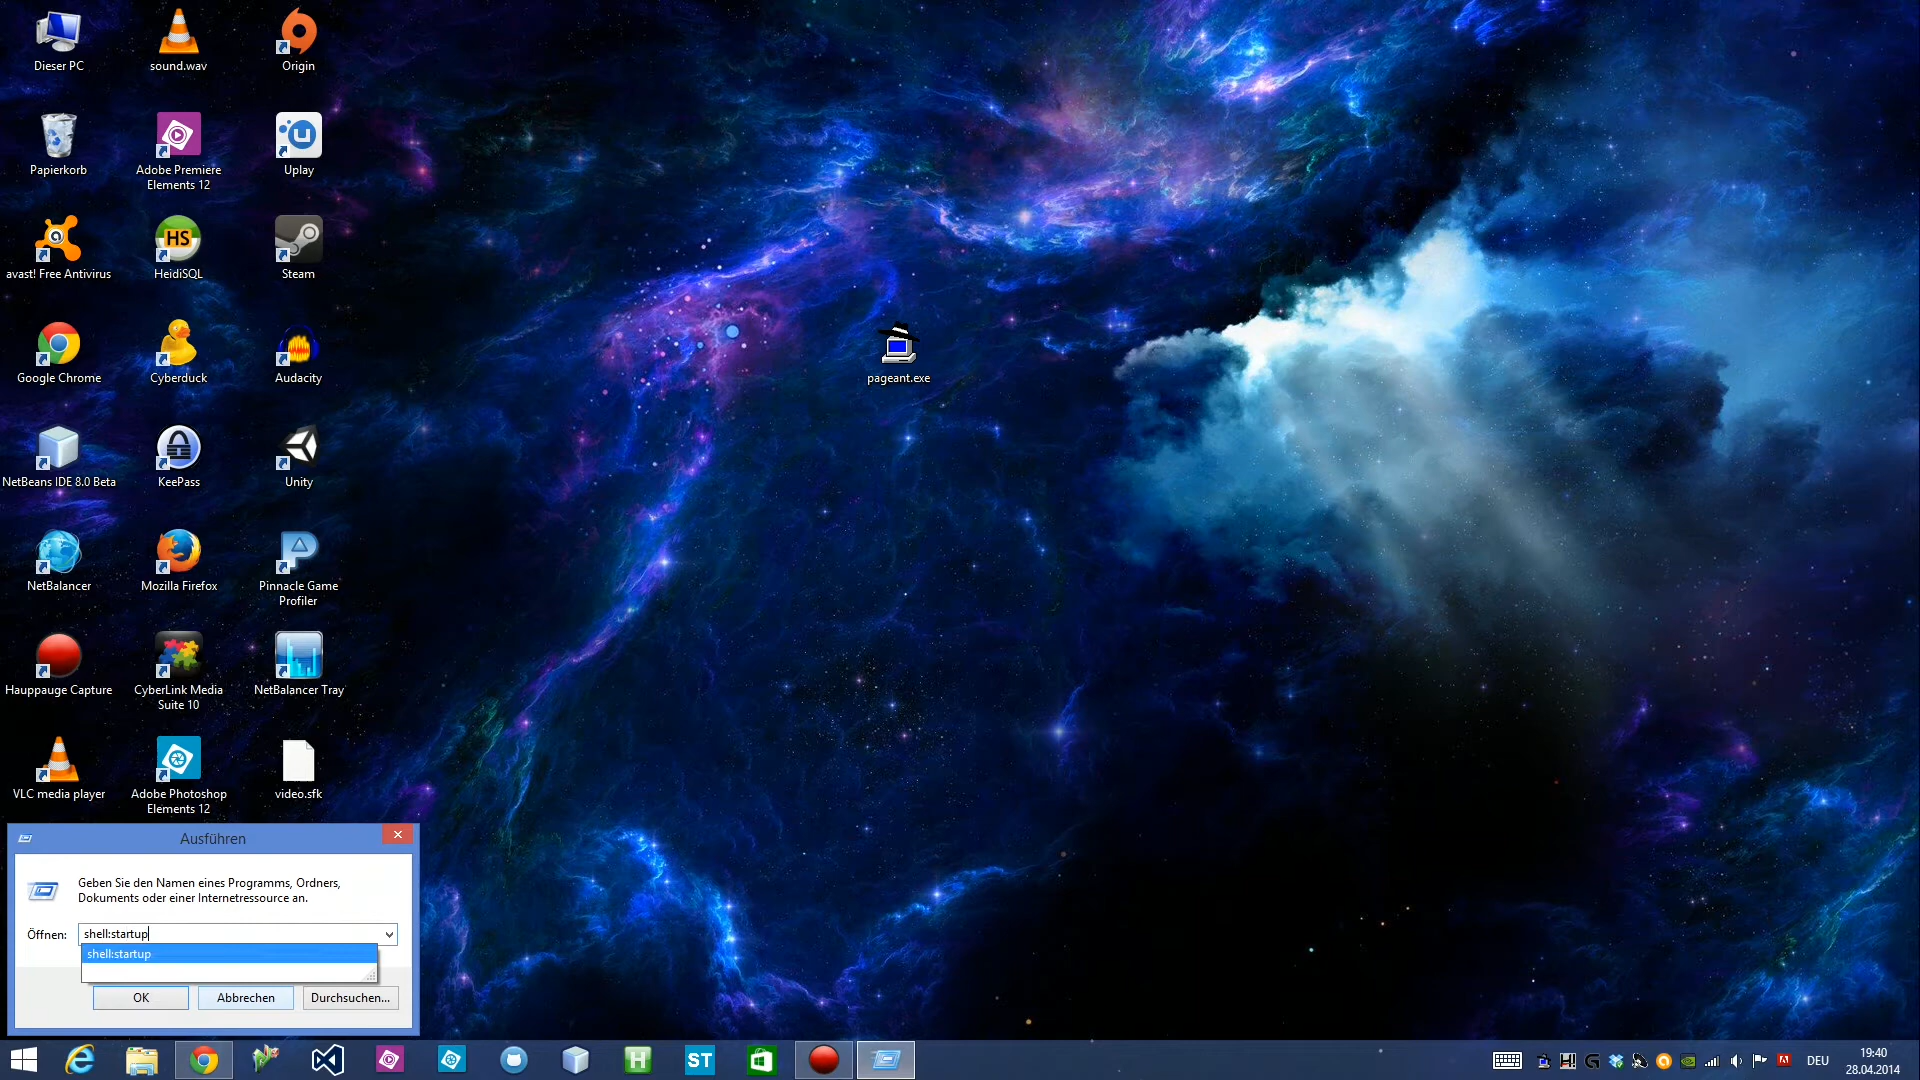 Dieser PC
sound.wav
Origin
Papierkorb
Adobe Premiere
Elements 12
Uplay
avast! Free Antivirus
HS
HeidiSQL
Steam
Google Chrome
Cyberduck
Audacity
pageant.exe
NetBeans IDE 8.0 Beta
KeePass
Unity
NetBalancer
Mozilla Firefox
Pinnacle Game
Profiler
Hauppauge Capture
CyberLink Media
Suite 10
NetBalancer Tray
VLC media player
Adobe Photoshop
Elements 12
video.sfk
Ausführen
Geben Sie den Namen eines Programms, Ordners,
Dokuments oder einer Internetressource an.
Öffnen:
shell:startup
shell:startup
OK
Abbrechen
Durchsuchen...
H
ST
DEU
19:40
28.04.2014